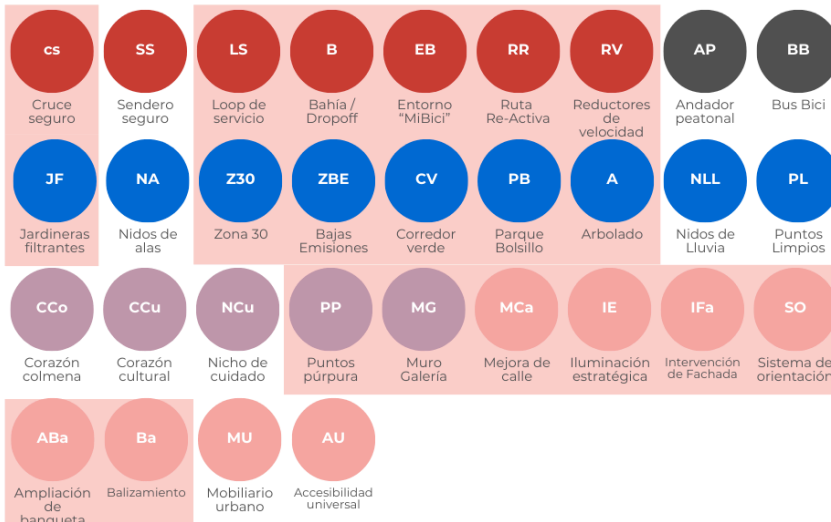 cs SS LS B EB RR RV AP BB
Cruce Sendero Loop de Bahía / Entorno Ruta Reductores Andador Bus Bici
seguro seguro servicio Dropoff “MiBici” Re-Activa de peatonal
velocidad
JF NA Z30 ZBE CV PB A NLL PL
Jardineras Nidos de Zona 30 Bajas Corredor Parque Arbolado Nidos de Puntos
filtrantes alas Emisiones verde Bolsillo Lluvia Limpios
CCo CCu NCu PP MG MCa IE IFa SO
Corazón Corazón Nicho de Puntos Muro Mejora de Iluminación Intervención Sistema de
colmena cultural cuidado púrpura Galería calle estratégica de Fachada orientación
ABa Ba MU AU
Ampliación Balizamiento Mobiliario Accesibilidad
de urbano universal
banqueta